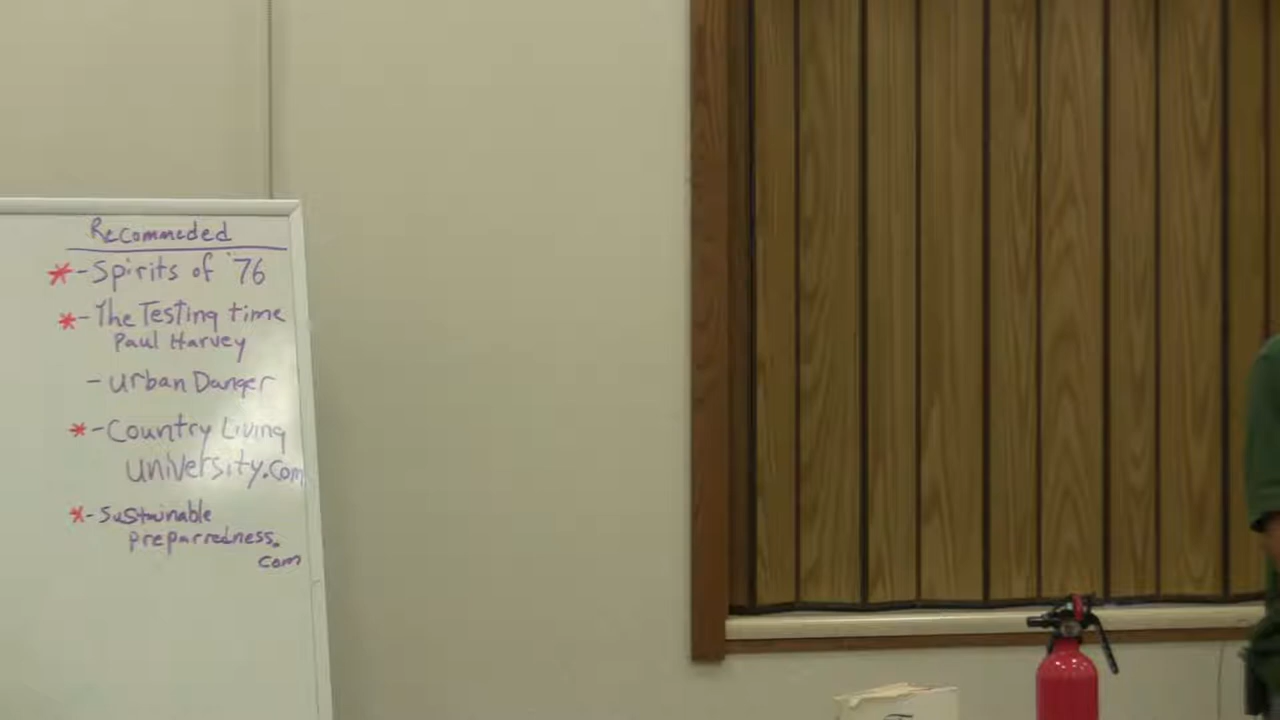 Recommeded
* - Spirits of '76
* - The Testing time
Paul Harvey
- Urban Danger
* - Country Living
University.com
* - Sustainable
preparredness.
com